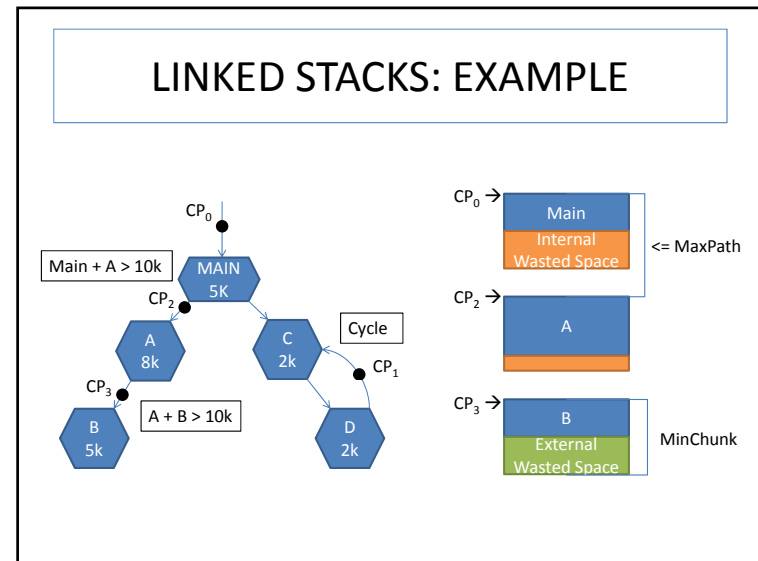 LINKED STACKS: EXAMPLE
CP₀
Main + A > 10k
MAIN
5K
CP₂
A
8k
C
2k
Cycle
CP₁
CP₃
A + B > 10k
B
5k
D
2k
CP₀ →
Main
Internal
Wasted Space
<= MaxPath
CP₂ →
A
CP₃ →
B
External
Wasted Space
MinChunk